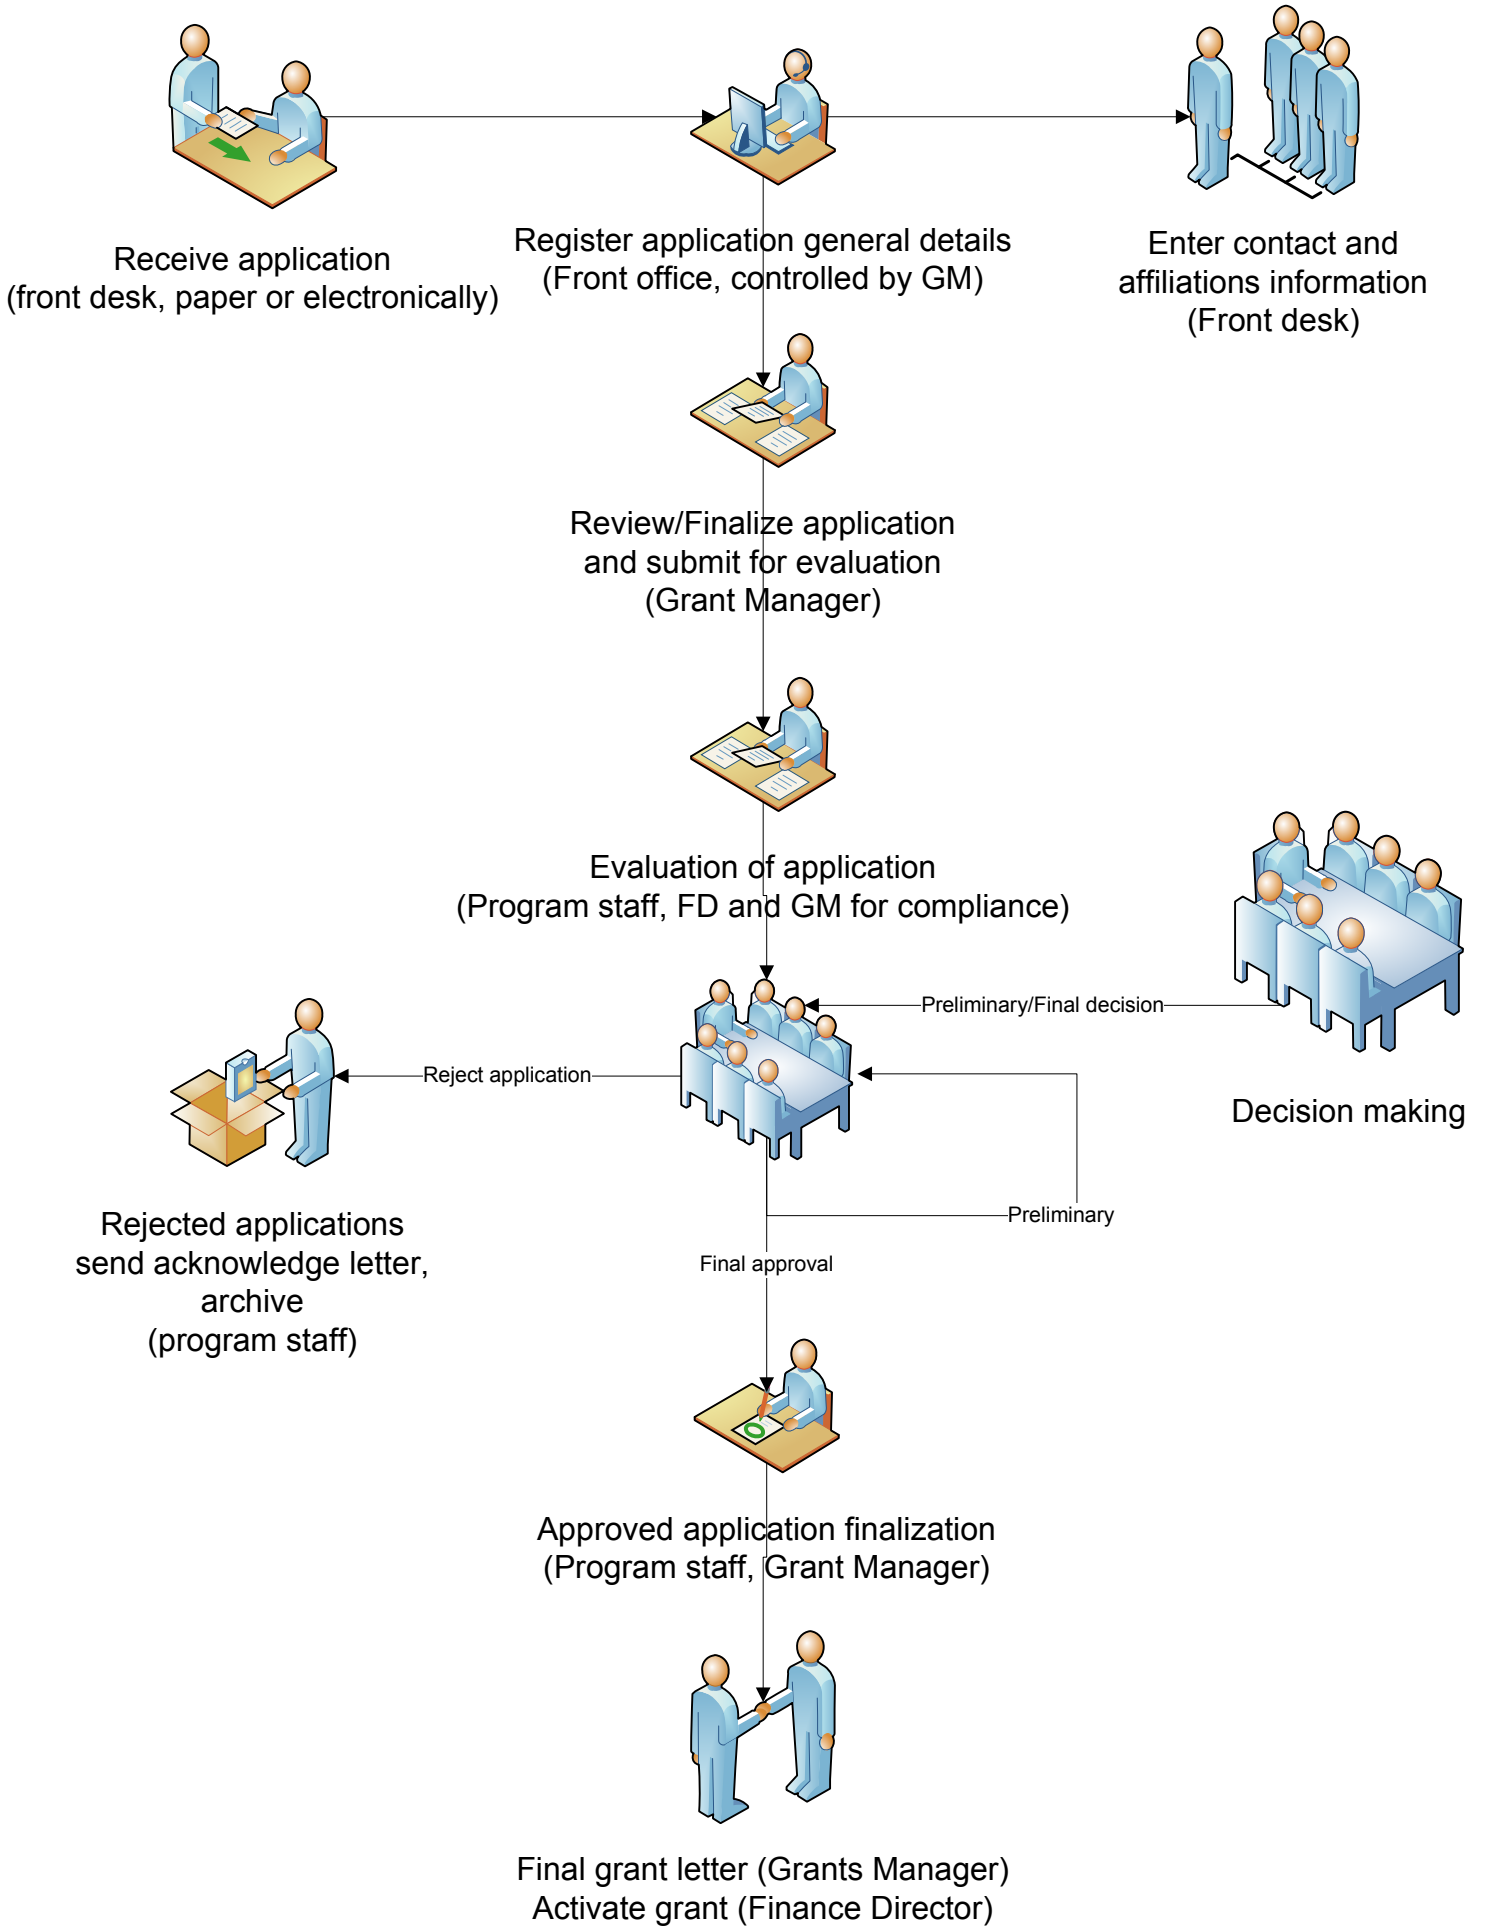 Receive application
(front desk, paper or electronically)
Register application general details
(Front office, controlled by GM)
Enter contact and
affiliations information
(Front desk)
Review/Finalize application
and submit for evaluation
(Grant Manager)
Evaluation of application
(Program staff, FD and GM for compliance)
Preliminary/Final decision
Decision making
Reject application
Rejected applications
send acknowledge letter,
archive
(program staff)
Preliminary
Final approval
Approved application finalization
(Program staff, Grant Manager)
Final grant letter (Grants Manager)
Activate grant (Finance Director)